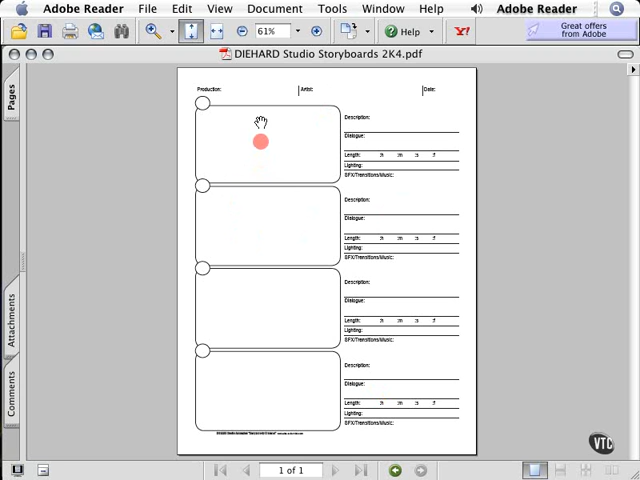 Adobe Reader File Edit View Document Tools Window Help Adobe Reader
61% Help Y! Great offers from Adobe
DIEHARD Studio Storyboards 2K4.pdf
Pages
Attachments
Comments
Production: Artist: Date:
Description:
Dialogue:
Length:
Lighting:
SFX/Transitions/Music:
Description:
Dialogue:
Length:
Lighting:
SFX/Transitions/Music:
Description:
Dialogue:
Length:
Lighting:
SFX/Transitions/Music:
Description:
Dialogue:
Length:
Lighting:
SFX/Transitions/Music:
VTC
1 of 1